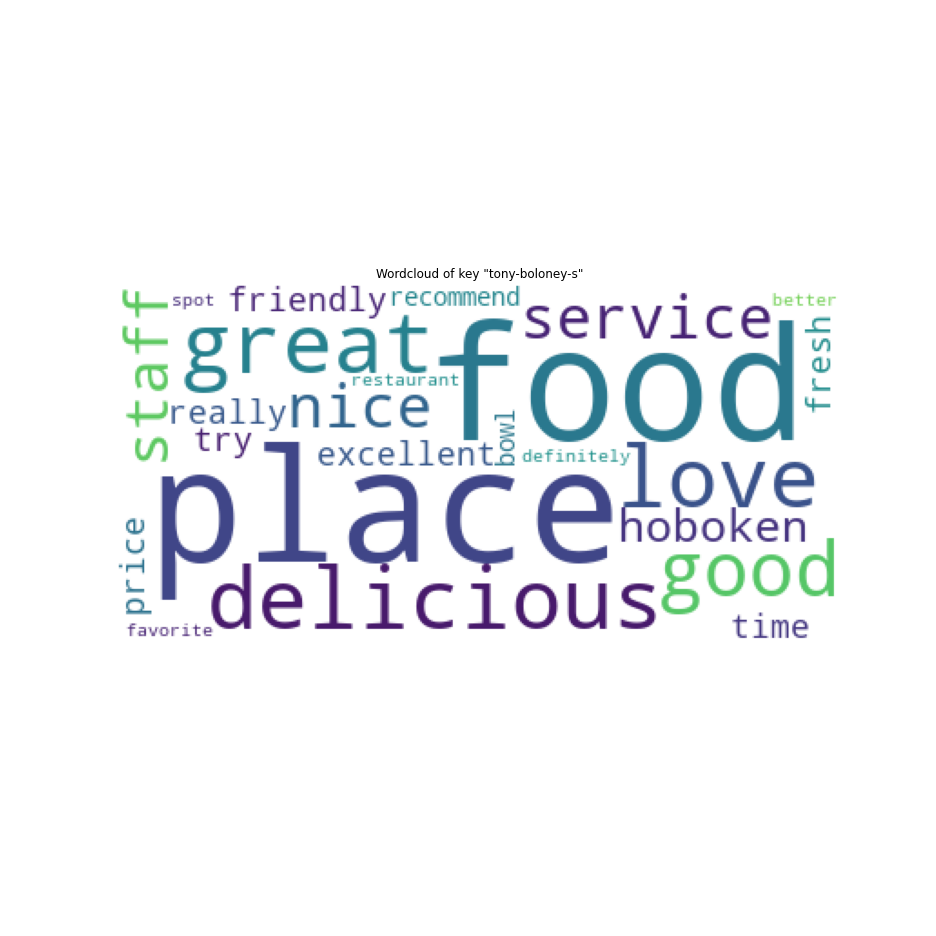 Wordcloud of key "tony-boloney-s"
staff
spot
friendly
recommend
service
better
great
food
fresh
restaurant
really
nice
try
excellent
bowl
definitely
love
place
hoboken
price
delicious
good
favorite
time